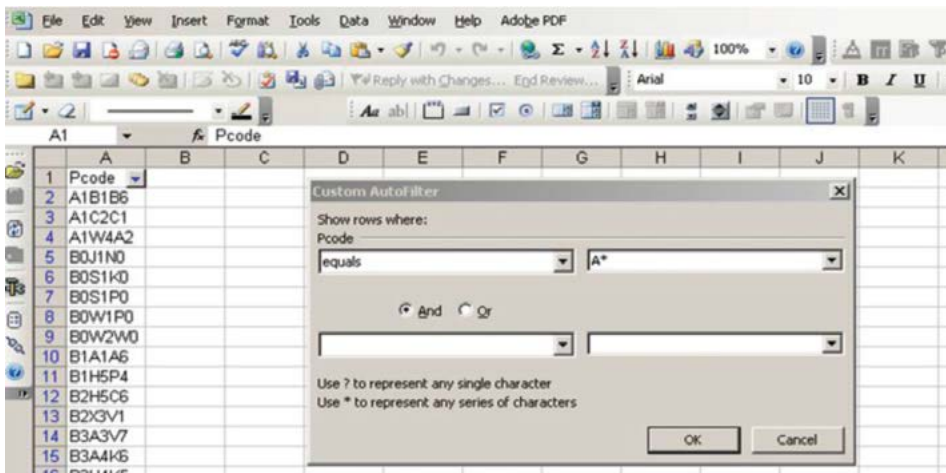 File Edit View Insert Format Tools Data Window Help Adobe PDF
100%
Reply with Changes... End Review... Arial 10 B I U
Aa ab|
A1 fx Pcode
A B C D E F G H I J K
1 Pcode
2 A1B1B6
3 A1C2C1
4 A1W4A2
5 B0J1N0
6 B0S1K0
7 B0S1P0
8 B0W1P0
9 B0W2W0
10 B1A1A6
11 B1H5P4
12 B2H5C6
13 B2X3V1
14 B3A3V7
15 B3A4K6
Custom AutoFilter
Show rows where:
Pcode
equals A*
And Or
Use ? to represent any single character
Use * to represent any series of characters
OK Cancel